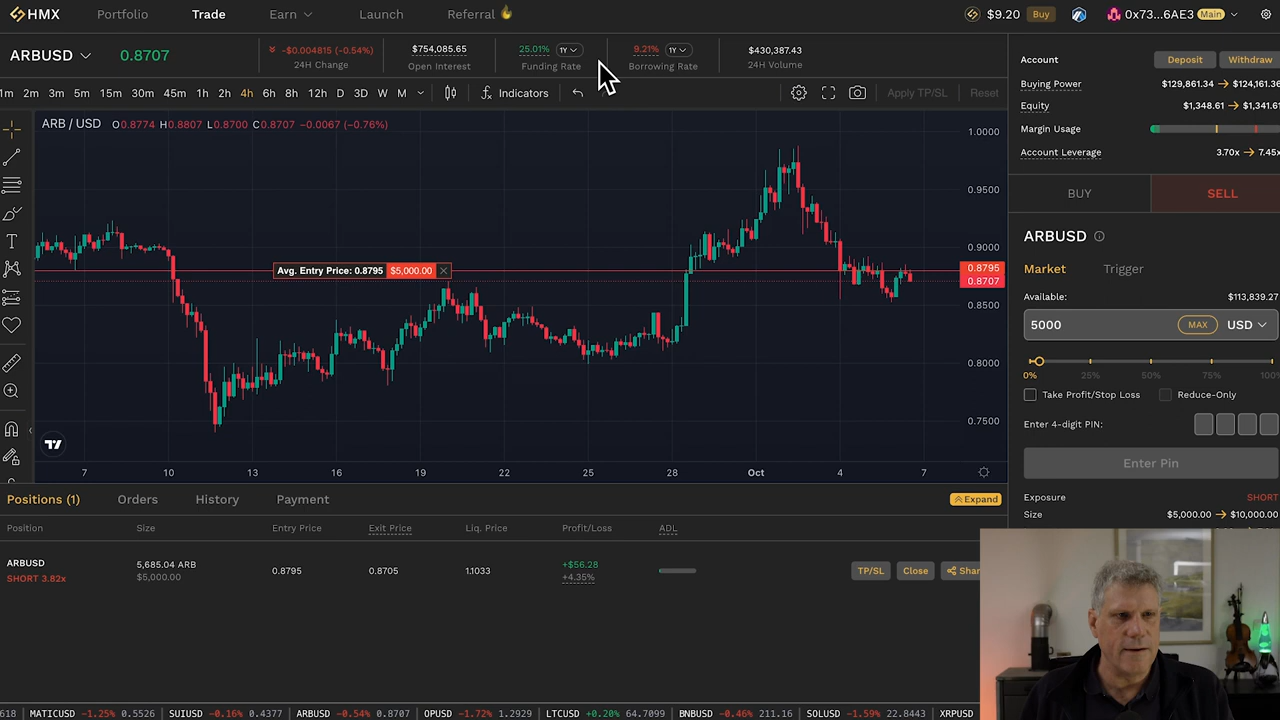 HMX Portfolio Trade Earn Launch Referral $9.20 Buy 0x73...6AE3 Main
ARBUSD 0.8707
-$0.004815 (-0.54%)
24H Change
$754,085.65
Open Interest
25.01% 1Y
Funding Rate
9.21% 1Y
Borrowing Rate
$430,387.43
24H Volume
1m 2m 3m 5m 15m 30m 45m 1h 2h 4h 6h 8h 12h D 3D W M Indicators Apply TP/SL Reset
ARB / USD O0.8774 H0.8807 L0.8700 C0.8707 -0.0067 (-0.76%)
1.0000
0.9500
0.9000
Avg. Entry Price: 0.8795 $5,000.00
0.8795
0.8707
0.8500
0.8000
0.7500
7 10 13 16 19 22 25 28 Oct 4 7
Account Deposit Withdraw
Buying Power $129,861.34 → $124,161.36
Equity $1,348.61 → $1,341.61
Margin Usage
Account Leverage 3.70x → 7.45x
BUY SELL
ARBUSD
Market Trigger
Available: $113,839.27
5000 MAX USD
0% 25% 50% 75% 100%
Take Profit/Stop Loss Reduce-Only
Enter 4-digit PIN:
Enter Pin
Exposure SHORT
Size $5,000.00 → $10,000.00
Positions (1) Orders History Payment Expand
Position Size Entry Price Exit Price Liq. Price Profit/Loss ADL
ARBUSD 5,685.04 ARB 0.8795 0.8705 1.1033 +$56.28 TP/SL Close Shar
SHORT 3.82x $5,000.00 +4.35%
618 MATICUSD -1.25% 0.5526 SUIUSD -0.16% 0.4377 ARBUSD -0.54% 0.8707 OPUSD -1.72% 1.2929 LTCUSD +0.20% 64.7099 BNBUSD -0.46% 211.16 SOLUSD -1.59% 22.8443 XRPUSD